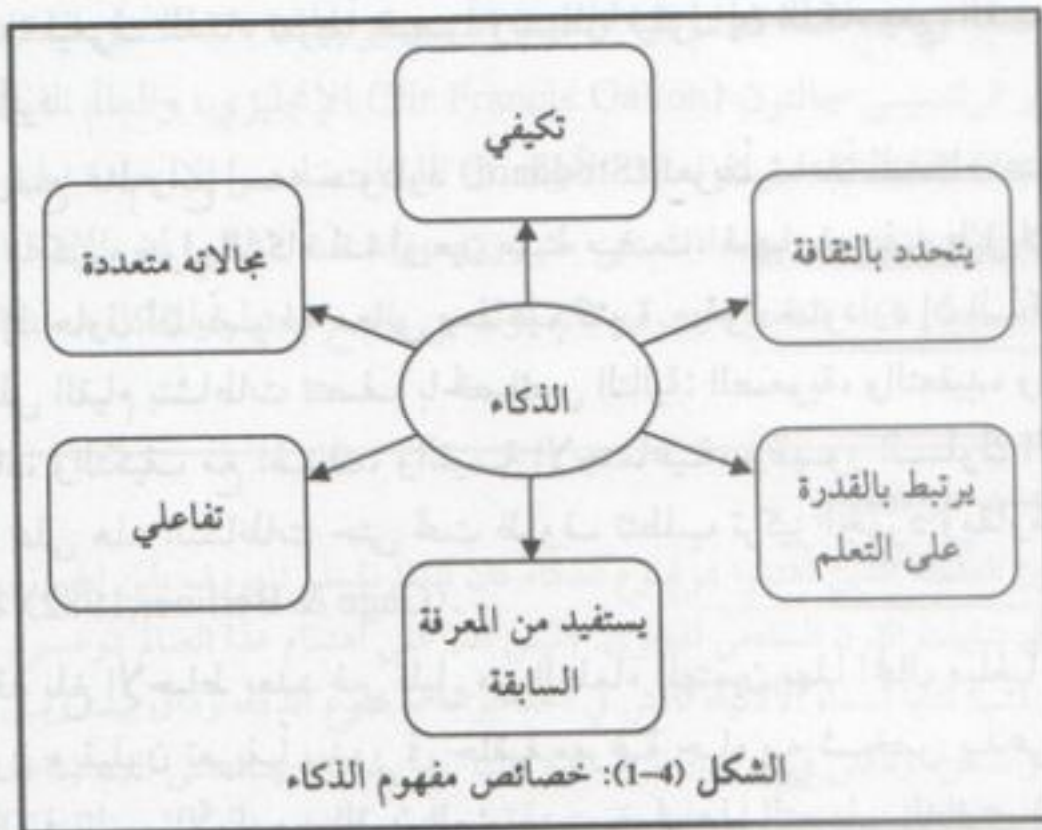 تكيفي
يتحدد بالثقافة
مجالاته متعددة
الذكاء
يرتبط بالقدرة
على التعلم
تفاعلي
يستفيد من المعرفة
السابقة
الشكل (4-1): خصائص مفهوم الذكاء